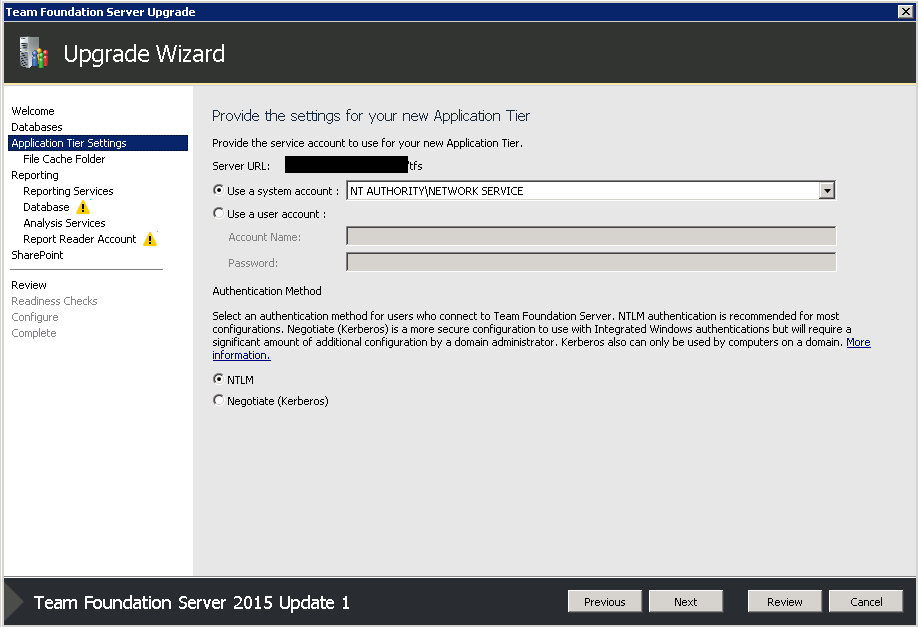 Team Foundation Server Upgrade
Upgrade Wizard
Welcome
Databases
Application Tier Settings
File Cache Folder
Reporting
Reporting Services
Database
Analysis Services
Report Reader Account
SharePoint
Review
Readiness Checks
Configure
Complete
Provide the settings for your new Application Tier
Provide the service account to use for your new Application Tier.
Server URL: /tfs
Use a system account : NT AUTHORITY\NETWORK SERVICE
Use a user account :
Account Name:
Password:
Authentication Method
Select an authentication method for users who connect to Team Foundation Server. NTLM authentication is recommended for most
configurations. Negotiate (Kerberos) is a more secure configuration to use with Integrated Windows authentications but will require a
significant amount of additional configuration by a domain administrator. Kerberos also can only be used by computers on a domain. More
information.
NTLM
Negotiate (Kerberos)
Team Foundation Server 2015 Update 1
Previous Next Review Cancel